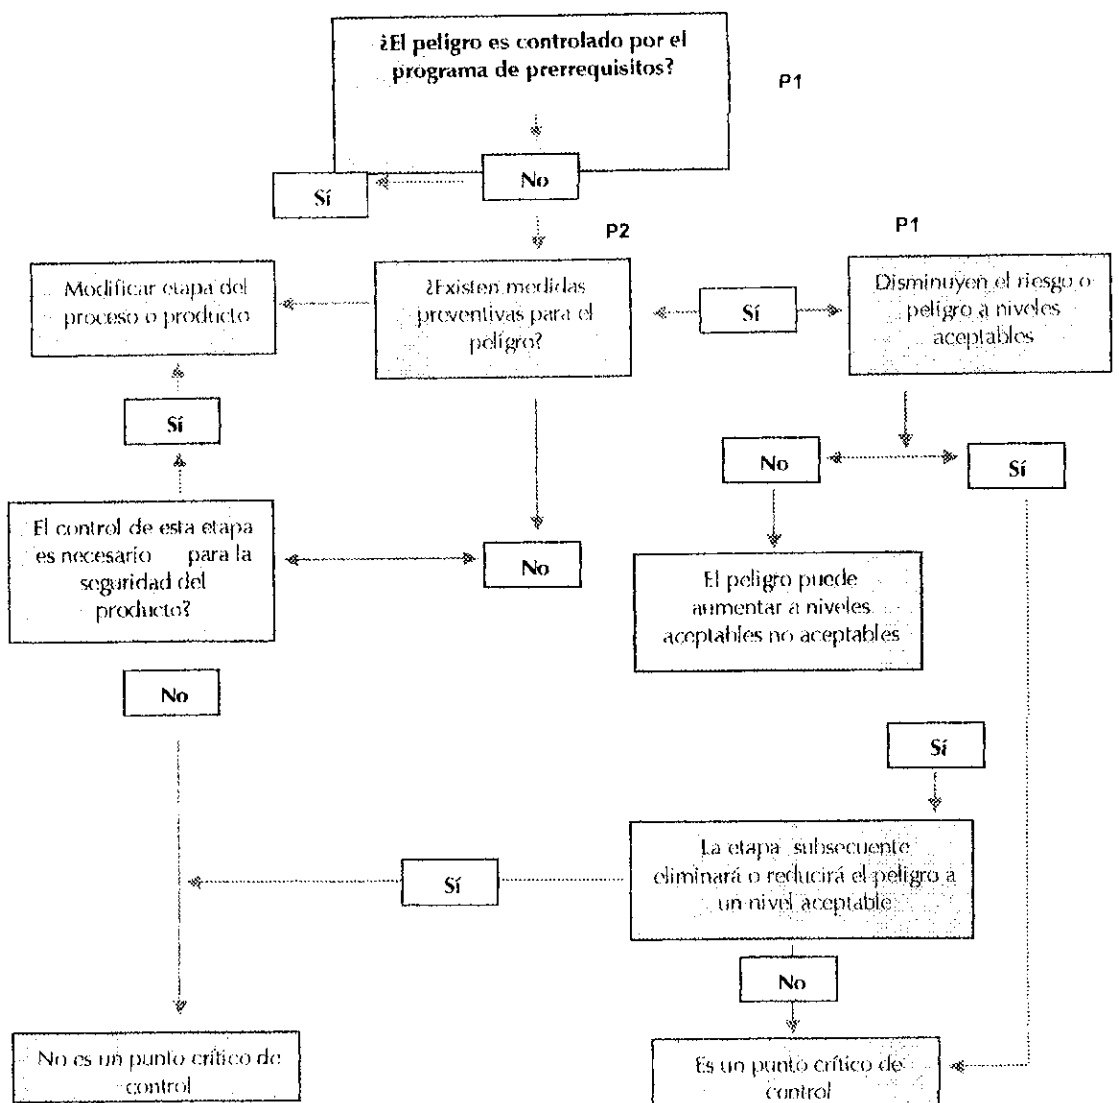 ¿El peligro es controlado por el
programa de prerrequisitos?
P1
No
Sí
P2
P1
Modificar etapa del
proceso o producto
¿Existen medidas
preventivas para el
peligro?
Sí
Disminuyen el riesgo o
peligro a niveles
aceptables
Sí
No
Sí
El control de esta etapa
es necesario para la
seguridad del
producto?
No
El peligro puede
aumentar a niveles
aceptables no aceptables
No
Sí
La etapa subsecuente
eliminará o reducirá el peligro a
un nivel aceptable
Sí
No
No es un punto crítico de
control
Es un punto crítico de
control